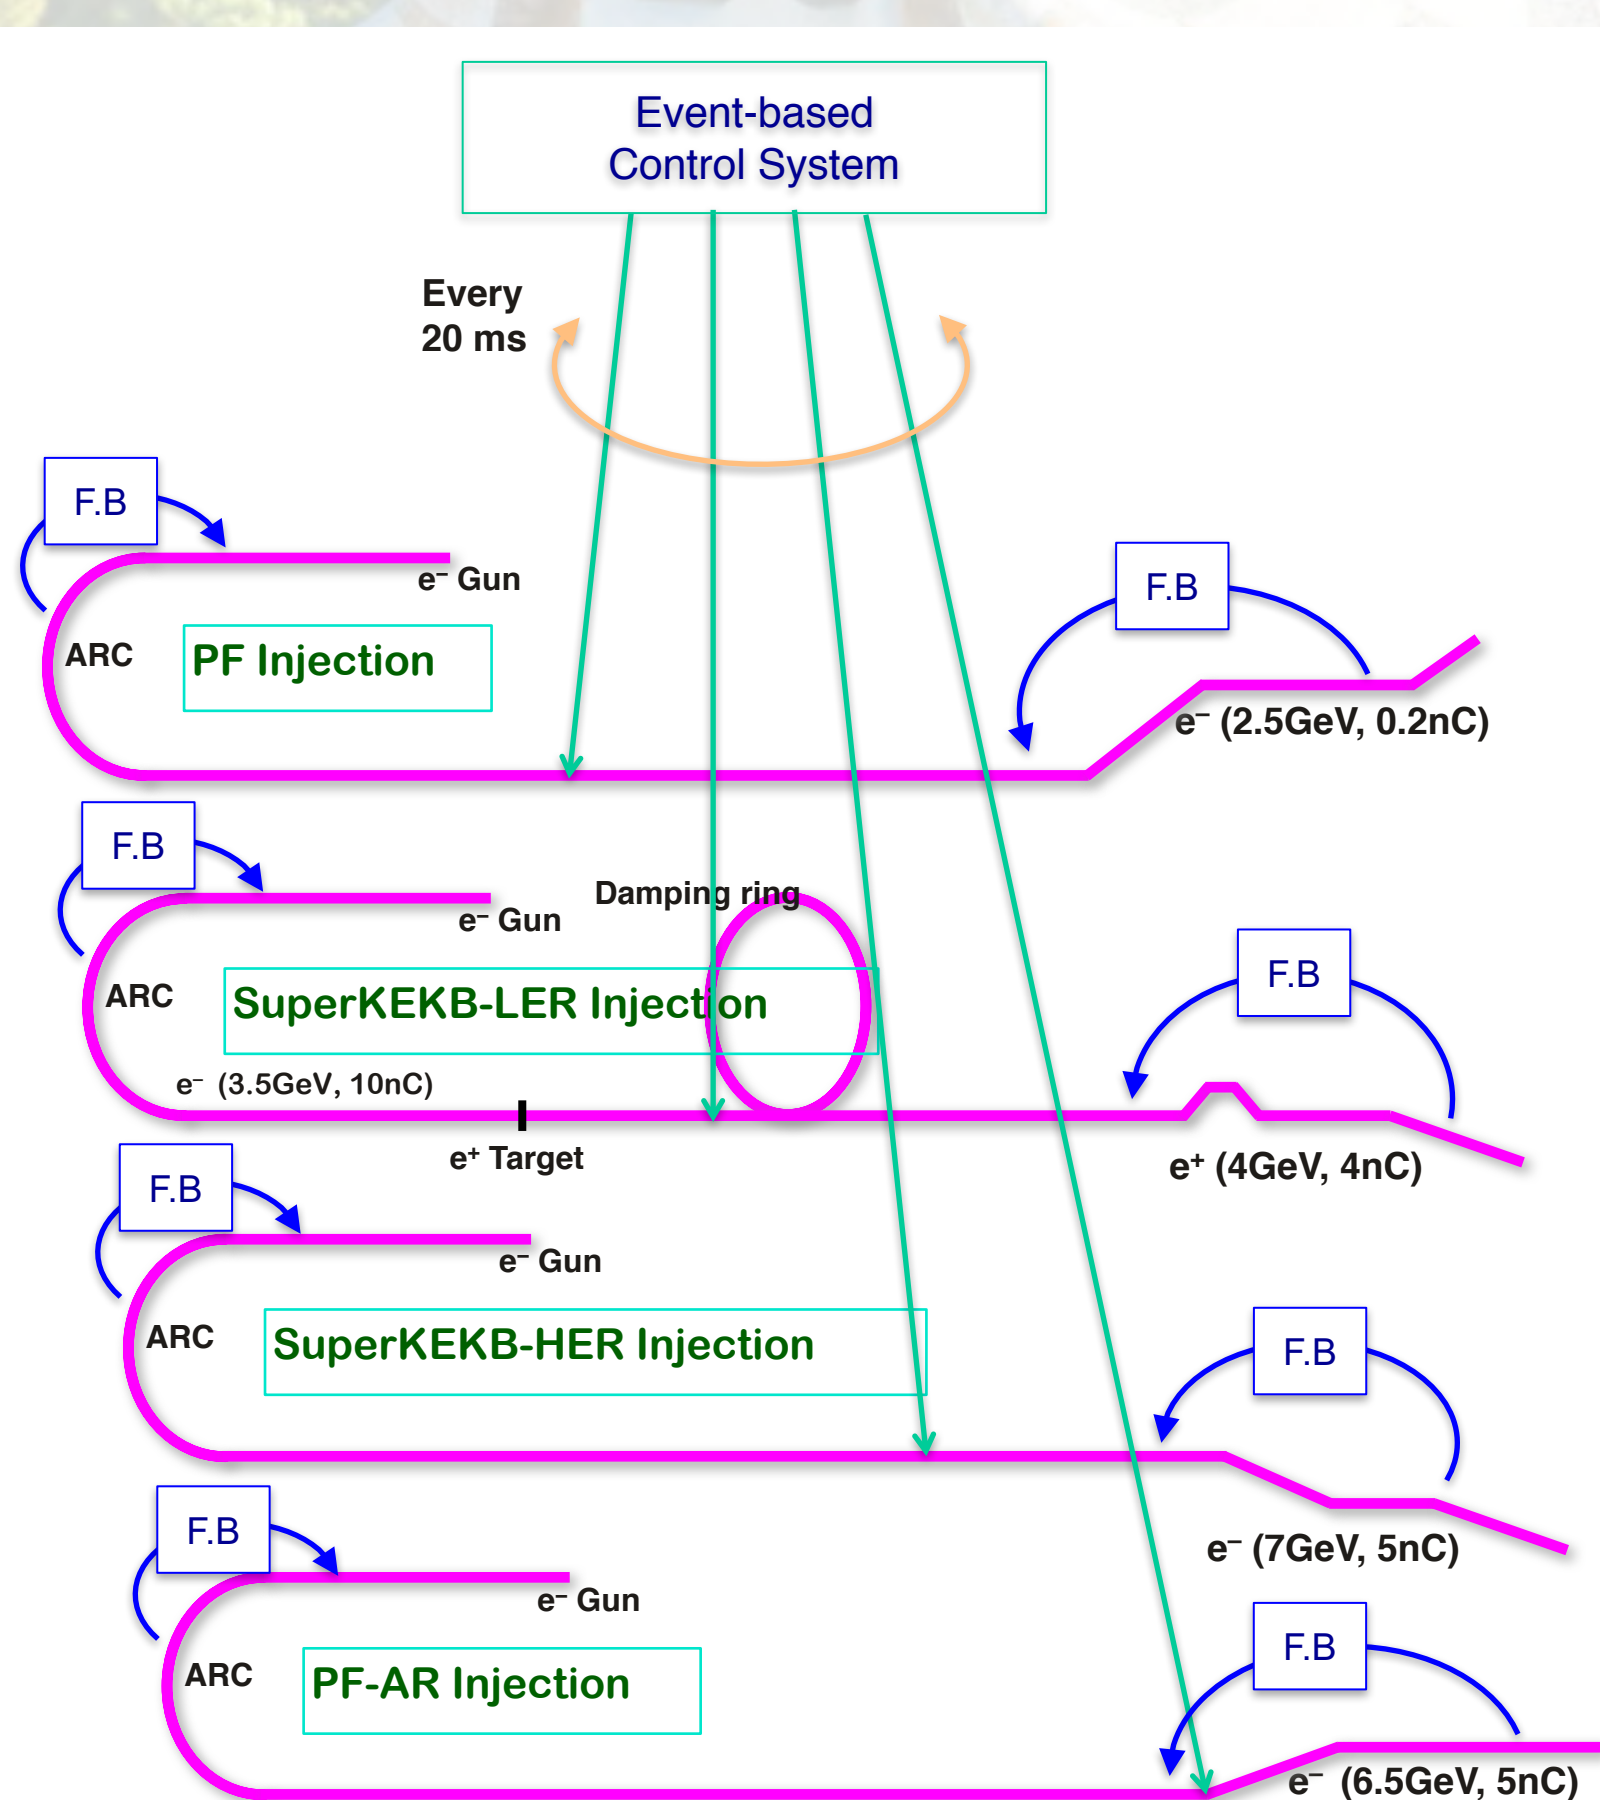 Event-based
Control System
Every
20 ms
F.B
e⁻ Gun
ARC
PF Injection
F.B
e⁻ (2.5GeV, 0.2nC)
F.B
Damping ring
e⁻ Gun
ARC
SuperKEKB-LER Injection
F.B
e⁻ (3.5GeV, 10nC)
e⁺ Target
e⁺ (4GeV, 4nC)
F.B
e⁻ Gun
ARC
SuperKEKB-HER Injection
F.B
e⁻ (7GeV, 5nC)
F.B
e⁻ Gun
ARC
PF-AR Injection
F.B
e⁻ (6.5GeV, 5nC)